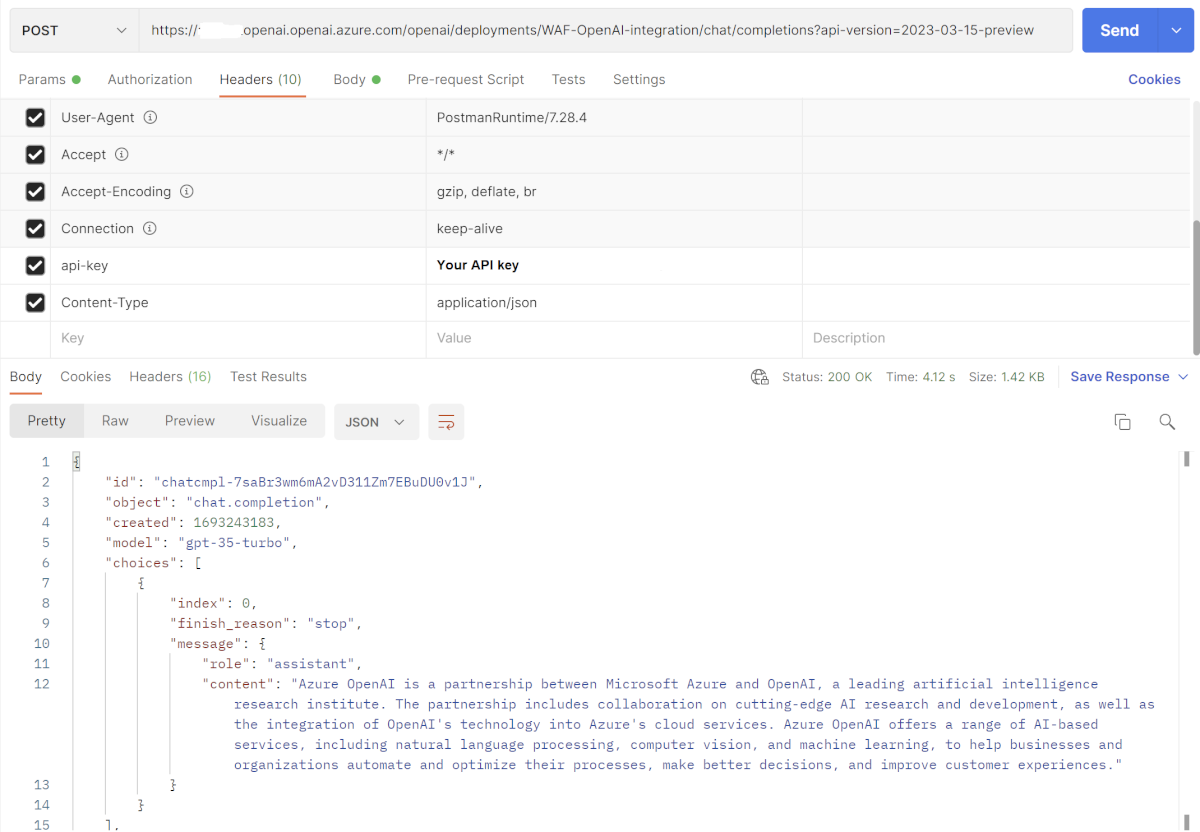 POST https://.openai.openai.azure.com/openai/deployments/WAF-OpenAI-integration/chat/completions?api-version=2023-03-15-preview Send
Params Authorization Headers (10) Body Pre-request Script Tests Settings Cookies
User-Agent PostmanRuntime/7.28.4
Accept */*
Accept-Encoding gzip, deflate, br
Connection keep-alive
api-key Your API key
Content-Type application/json
Key Value Description
Body Cookies Headers (16) Test Results Status: 200 OK Time: 4.12 s Size: 1.42 KB Save Response
Pretty Raw Preview Visualize JSON
1 {
2 "id": "chatcmpl-7saBr3wm6mA2vD311Zm7EBuDU0v1J",
3 "object": "chat.completion",
4 "created": 1693243183,
5 "model": "gpt-35-turbo",
6 "choices": [
7 {
8 "index": 0,
9 "finish_reason": "stop",
10 "message": {
11 "role": "assistant",
12 "content": "Azure OpenAI is a partnership between Microsoft Azure and OpenAI, a leading artificial intelligence
research institute. The partnership includes collaboration on cutting-edge AI research and development, as well as
the integration of OpenAI's technology into Azure's cloud services. Azure OpenAI offers a range of AI-based
services, including natural language processing, computer vision, and machine learning, to help businesses and
organizations automate and optimize their processes, make better decisions, and improve customer experiences."
13 }
14 }
15 ],